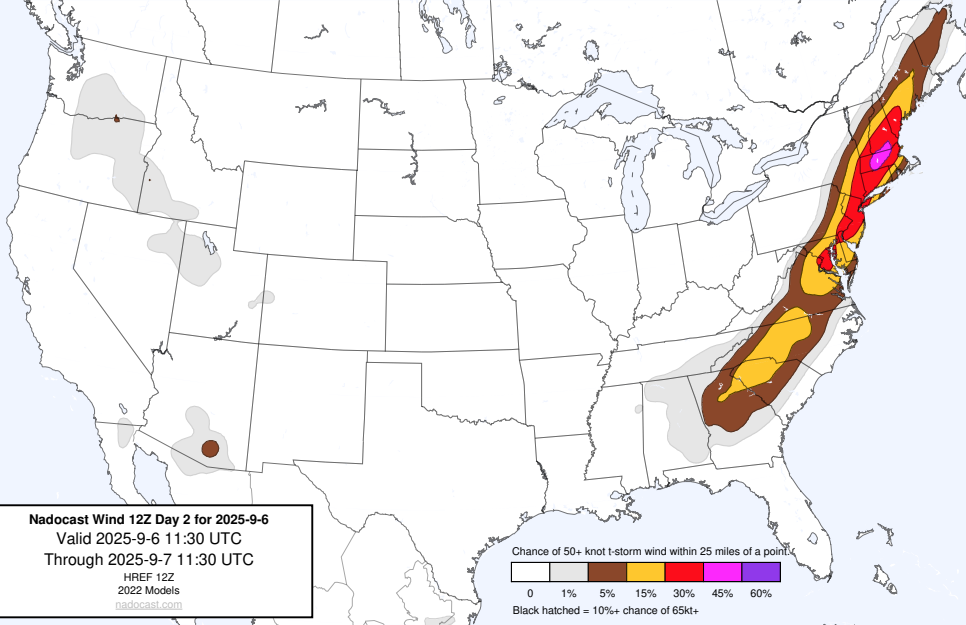 Nadocast Wind 12Z Day 2 for 2025-9-6
Valid 2025-9-6 11:30 UTC
Through 2025-9-7 11:30 UTC
HREF 12Z
2022 Models
nadocast.com
Chance of 50+ knot t-storm wind within 25 miles of a point.
0 1% 5% 15% 30% 45% 60%
Black hatched = 10%+ chance of 65kt+